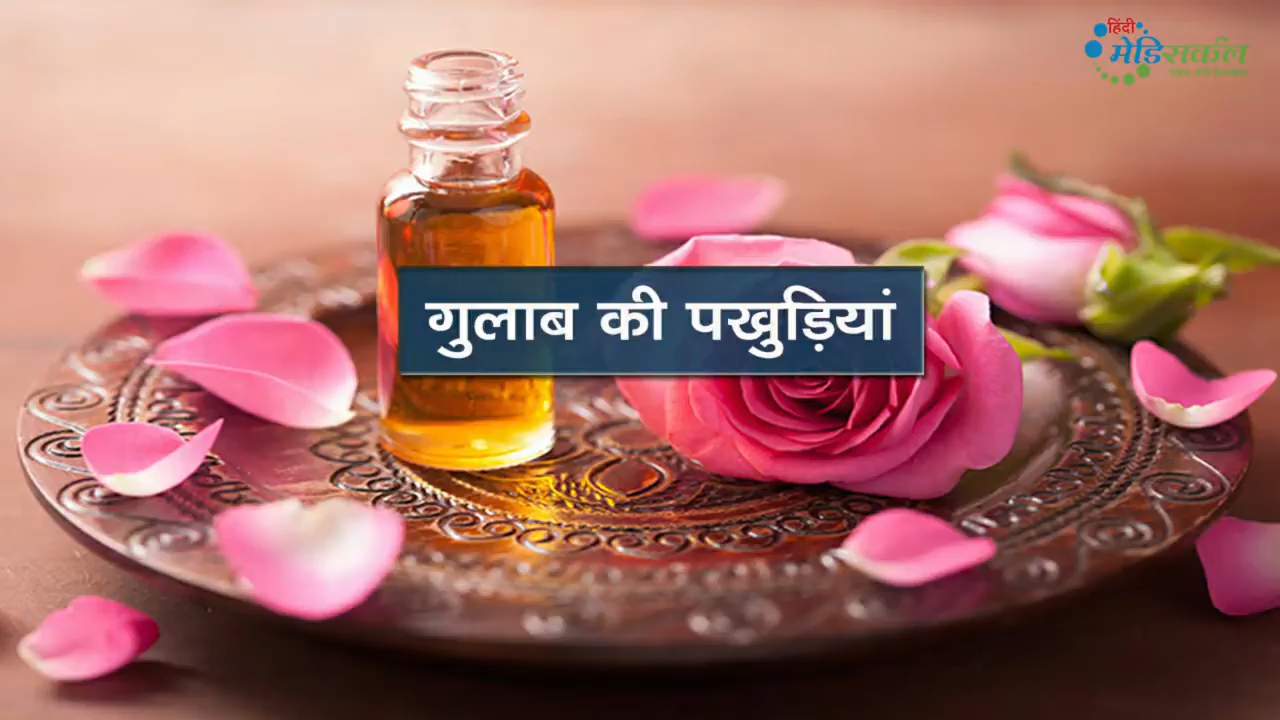 हिंदी
मेडिसर्कल
गुलाब की पखुड़ियां